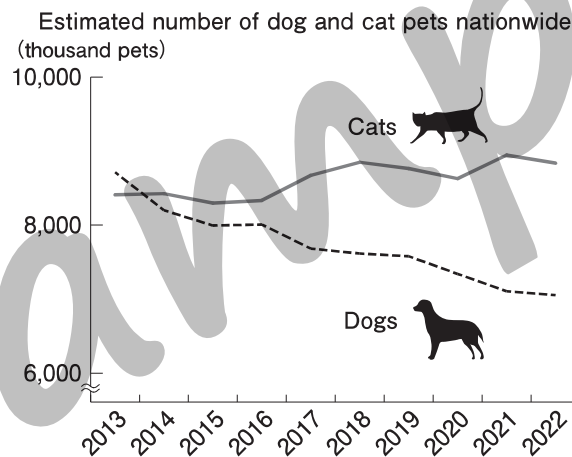 Estimated number of dog and cat pets nationwide
(thousand pets)
10,000
Cats
8,000
Dogs
6,000
2013 2014 2015 2016 2017 2018 2019 2020 2021 2022